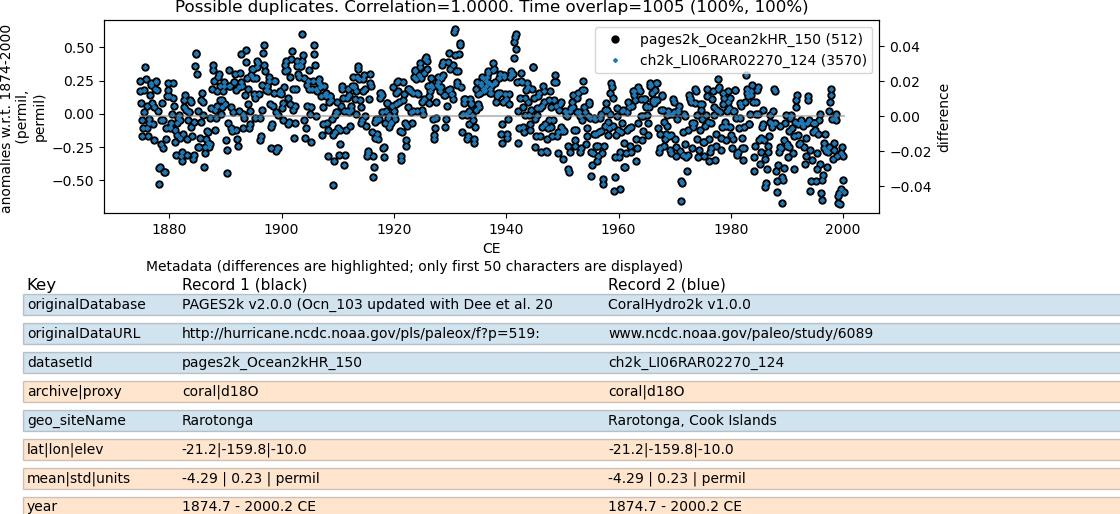 Possible duplicates. Correlation=1.0000. Time overlap=1005 (100%, 100%)
anomalies w.r.t. 1874-2000
(permil,
permil)
0.50
0.25
0.00
−0.25
−0.50
pages2k_Ocean2kHR_150 (512)
ch2k_LI06RAR02270_124 (3570)
0.04
0.02
0.00
−0.02
−0.04
difference
1880 1900 1920 1940 1960 1980 2000
CE
Metadata (differences are highlighted; only first 50 characters are displayed)
Key Record 1 (black) Record 2 (blue)
originalDatabase PAGES2k v2.0.0 (Ocn_103 updated with Dee et al. 20 CoralHydro2k v1.0.0
originalDataURL http://hurricane.ncdc.noaa.gov/pls/paleox/f?p=519: www.ncdc.noaa.gov/paleo/study/6089
datasetId pages2k_Ocean2kHR_150 ch2k_LI06RAR02270_124
archive|proxy coral|d18O coral|d18O
geo_siteName Rarotonga Rarotonga, Cook Islands
lat|lon|elev -21.2|-159.8|-10.0 -21.2|-159.8|-10.0
mean|std|units -4.29 | 0.23 | permil -4.29 | 0.23 | permil
year 1874.7 - 2000.2 CE 1874.7 - 2000.2 CE